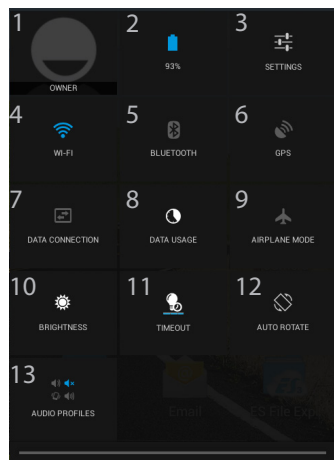 1
2
3
OWNER
93%
SETTINGS
4
5
6
WI-FI
BLUETOOTH
GPS
7
8
9
DATA CONNECTION
DATA USAGE
AIRPLANE MODE
10
11
12
BRIGHTNESS
TIMEOUT
AUTO ROTATE
13
AUDIO PROFILES
Email
ES File Expl